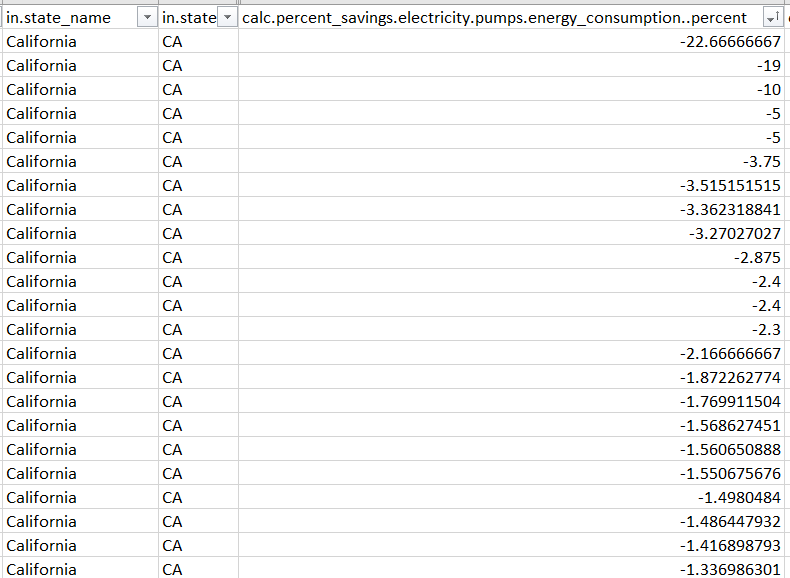 in.state_name in.state calc.percent_savings.electricity.pumps.energy_consumption..percent
California CA -22.66666667
California CA -19
California CA -10
California CA -5
California CA -5
California CA -3.75
California CA -3.515151515
California CA -3.362318841
California CA -3.27027027
California CA -2.875
California CA -2.4
California CA -2.4
California CA -2.3
California CA -2.166666667
California CA -1.872262774
California CA -1.769911504
California CA -1.568627451
California CA -1.560650888
California CA -1.550675676
California CA -1.4980484
California CA -1.486447932
California CA -1.416898793
California CA -1.336986301